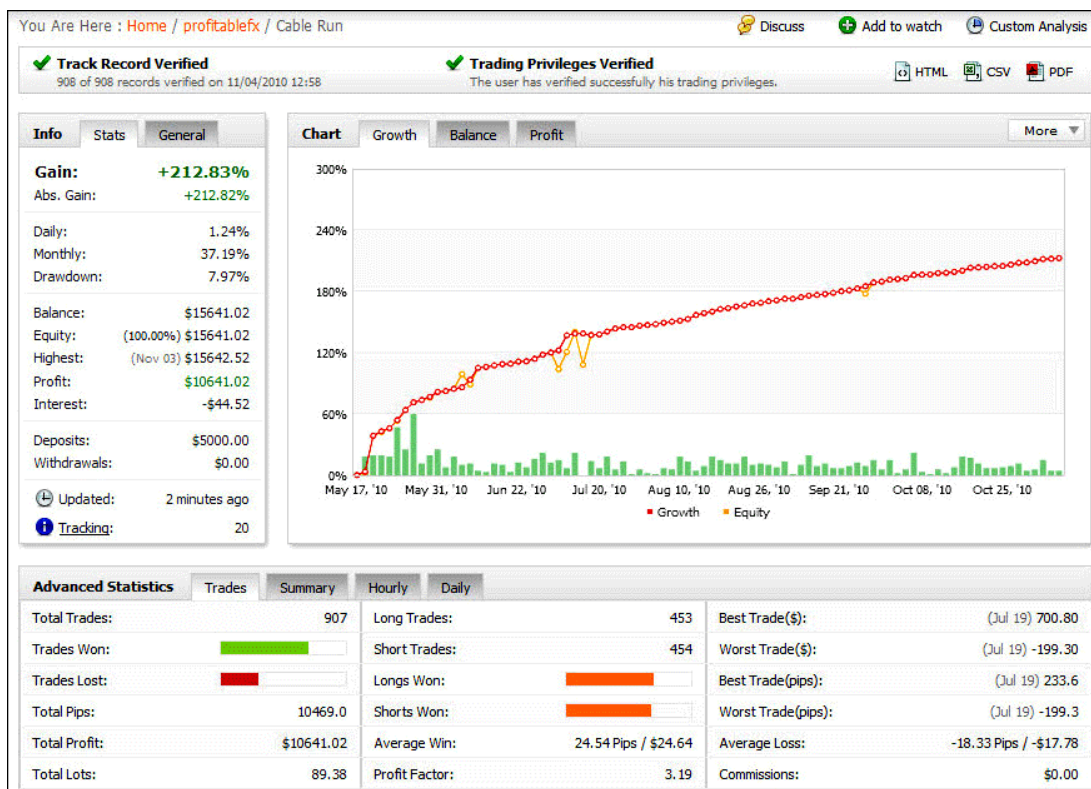 You Are Here : Home / profitablefx / Cable Run
Discuss
Add to watch
Custom Analysis
Track Record Verified
908 of 908 records verified on 11/04/2010 12:58
Trading Privileges Verified
The user has verified successfully his trading privileges.
HTML
CSV
PDF
Info
Stats
General
Gain: +212.83%
Abs. Gain: +212.82%
Daily: 1.24%
Monthly: 37.19%
Drawdown: 7.97%
Balance: $15641.02
Equity: (100.00%) $15641.02
Highest: (Nov 03) $15642.52
Profit: $10641.02
Interest: -$44.52
Deposits: $5000.00
Withdrawals: $0.00
Updated: 2 minutes ago
Tracking: 20
Chart
Growth
Balance
Profit
More
300%
240%
180%
120%
60%
0%
May 17, '10
May 31, '10
Jun 22, '10
Jul 20, '10
Aug 10, '10
Aug 26, '10
Sep 21, '10
Oct 08, '10
Oct 25, '10
Growth
Equity
Advanced Statistics
Trades
Summary
Hourly
Daily
Total Trades: 907
Trades Won:
Trades Lost:
Total Pips: 10469.0
Total Profit: $10641.02
Total Lots: 89.38
Long Trades: 453
Short Trades: 454
Longs Won:
Shorts Won:
Average Win: 24.54 Pips / $24.64
Profit Factor: 3.19
Best Trade($): (Jul 19) 700.80
Worst Trade($): (Jul 19) -199.30
Best Trade(pips): (Jul 19) 233.6
Worst Trade(pips): (Jul 19) -199.3
Average Loss: -18.33 Pips / -$17.78
Commissions: $0.00